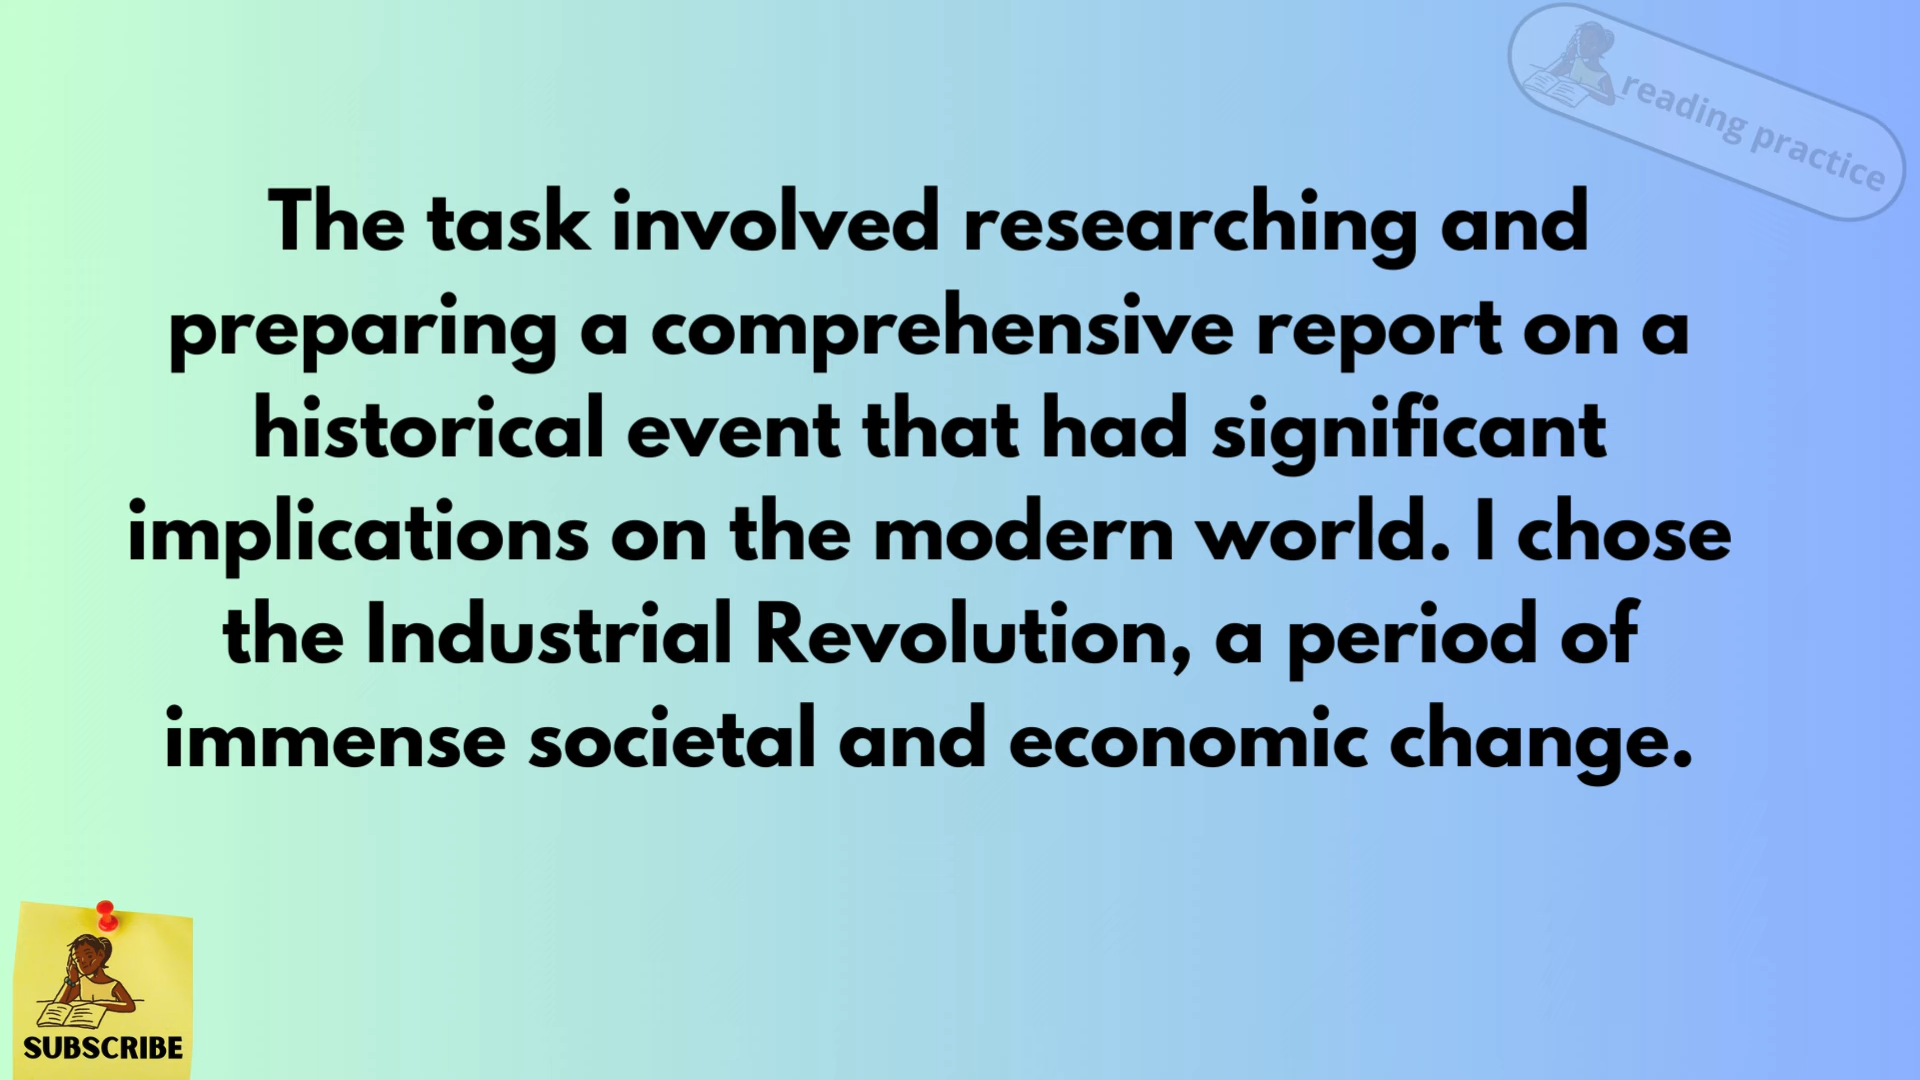 reading practice
The task involved researching and
preparing a comprehensive report on a
historical event that had significant
implications on the modern world. I chose
the Industrial Revolution, a period of
immense societal and economic change.
SUBSCRIBE